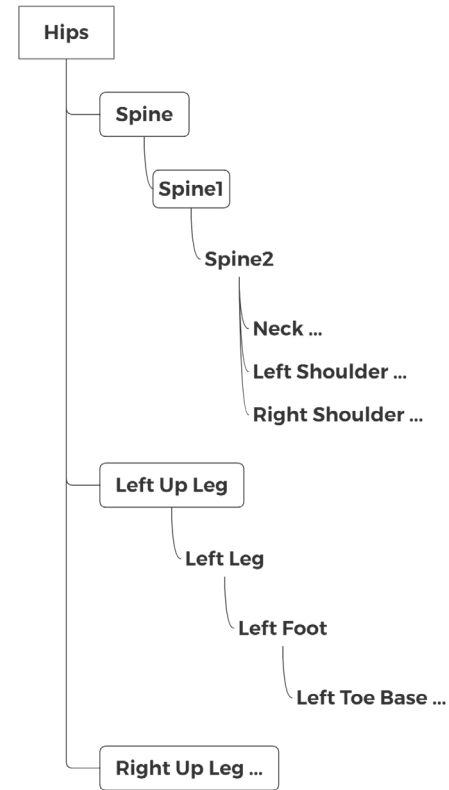 Hips
Spine
Spine1
Spine2
Neck ...
Left Shoulder ...
Right Shoulder ...
Left Up Leg
Left Leg
Left Foot
Left Toe Base ...
Right Up Leg ...